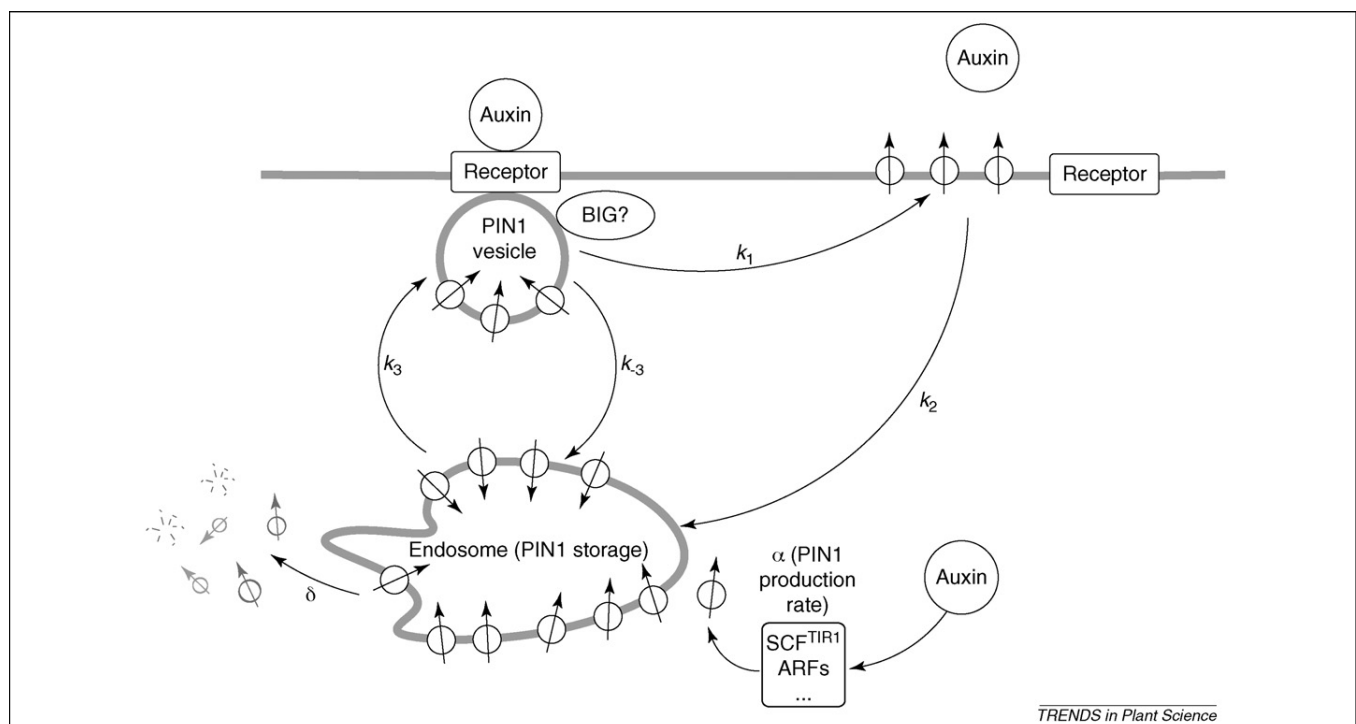 Auxin
Auxin
Receptor
Receptor
BIG?
PIN1
vesicle
k₁
k₃
k₋₃
k₂
Endosome (PIN1 storage)
δ
α (PIN1
production
rate)
Auxin
SCFᵀᴵᴿ¹
ARFs
...
TRENDS in Plant Science